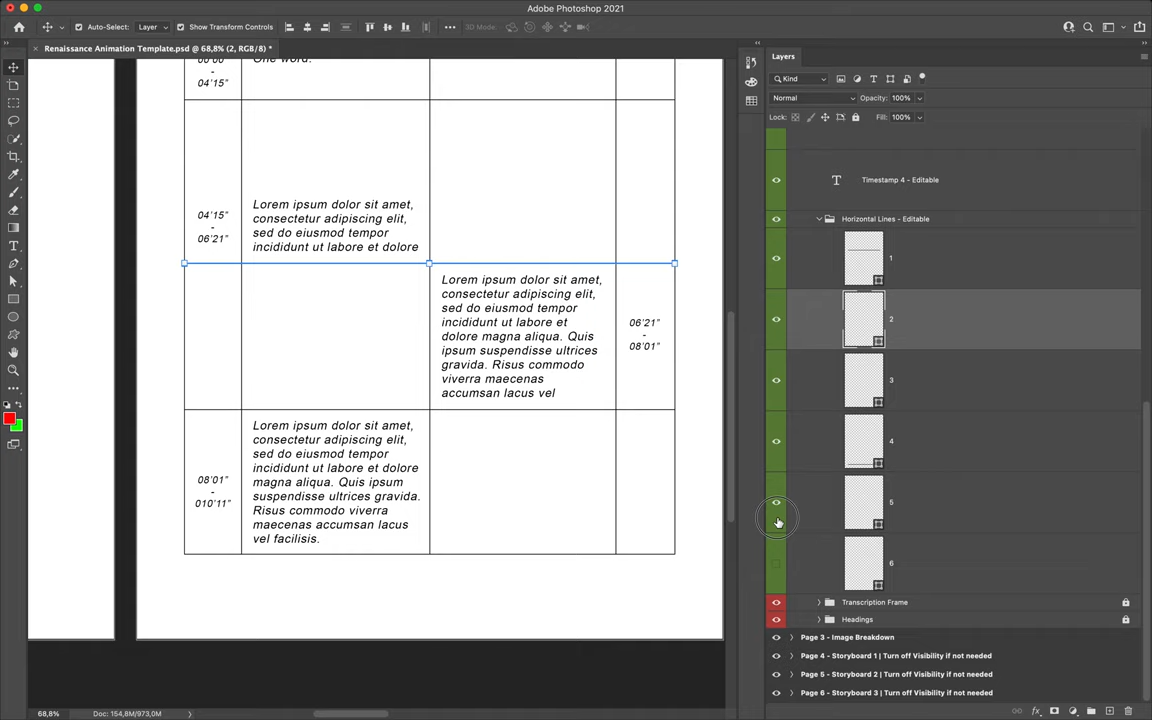 Adobe Photoshop 2021
Auto-Select: Layer
Show Transform Controls
3D Mode:
Renaissance Animation Template.psd @ 68,8% (2, RGB/8) *
00'00"
-
04'15"
One word.
04'15"
-
06'21"
Lorem ipsum dolor sit amet,
consectetur adipiscing elit,
sed do eiusmod tempor
incididunt ut labore et dolore
Lorem ipsum dolor sit amet,
consectetur adipiscing elit,
sed do eiusmod tempor
incididunt ut labore et
dolore magna aliqua. Quis
ipsum suspendisse ultrices
gravida. Risus commodo
viverra maecenas
accumsan lacus vel
06'21"
-
08'01"
08'01"
-
010'11"
Lorem ipsum dolor sit amet,
consectetur adipiscing elit,
sed do eiusmod tempor
incididunt ut labore et dolore
magna aliqua. Quis ipsum
suspendisse ultrices gravida.
Risus commodo viverra
maecenas accumsan lacus
vel facilisis.
68,8%
Doc: 154,8M/973,0M
Layers
Kind
Normal
Opacity: 100%
Lock:
Fill: 100%
Timestamp 4 - Editable
Horizontal Lines - Editable
1
2
3
4
5
6
Transcription Frame
Headings
Page 3 - Image Breakdown
Page 4 - Storyboard 1 | Turn off Visibility if not needed
Page 5 - Storyboard 2 | Turn off Visibility if not needed
Page 6 - Storyboard 3 | Turn off Visibility if not needed